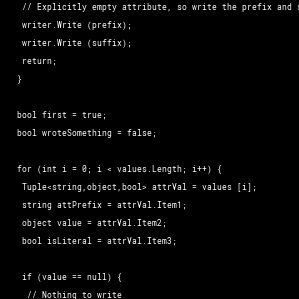 // Explicitly empty attribute, so write the prefix and
writer.Write (prefix);
writer.Write (suffix);
return;
}
bool first = true;
bool wroteSomething = false;
for (int i = 0; i < values.Length; i++) {
Tuple<string,object,bool> attrVal = values [i];
string attPrefix = attrVal.Item1;
object value = attrVal.Item2;
bool isLiteral = attrVal.Item3;
if (value == null) {
// Nothing to write